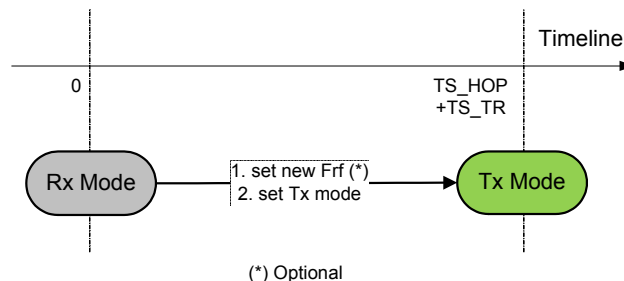 Timeline
0
TS_HOP
+TS_TR
Rx Mode
1. set new Frf (*)
2. set Tx mode
Tx Mode
(*) Optional